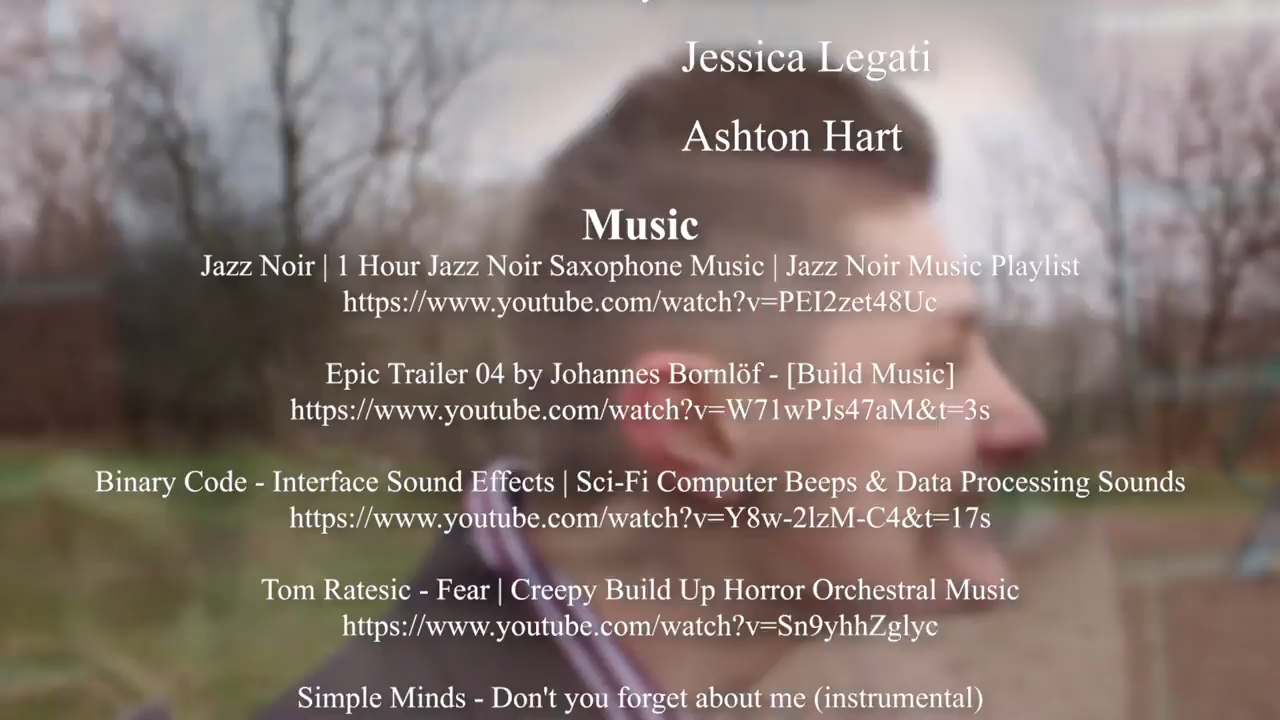 Jessica Legati
Ashton Hart
Music
Jazz Noir | 1 Hour Jazz Noir Saxophone Music | Jazz Noir Music Playlist
https://www.youtube.com/watch?v=PEI2zet48Uc
Epic Trailer 04 by Johannes Bornlöf - [Build Music]
https://www.youtube.com/watch?v=W71wPJs47aM&t=3s
Binary Code - Interface Sound Effects | Sci-Fi Computer Beeps & Data Processing Sounds
https://www.youtube.com/watch?v=Y8w-2lzM-C4&t=17s
Tom Ratesic - Fear | Creepy Build Up Horror Orchestral Music
https://www.youtube.com/watch?v=Sn9yhhZglyc
Simple Minds - Don't you forget about me (instrumental)